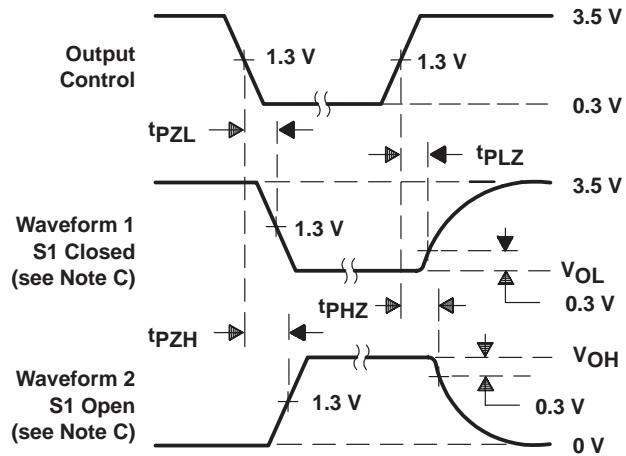 3.5 V
Output
Control
1.3 V
1.3 V
0.3 V
tPZL
tPLZ
3.5 V
Waveform 1
S1 Closed
(see Note C)
1.3 V
VOL
0.3 V
tPHZ
tPZH
VOH
Waveform 2
S1 Open
(see Note C)
1.3 V
0.3 V
0 V